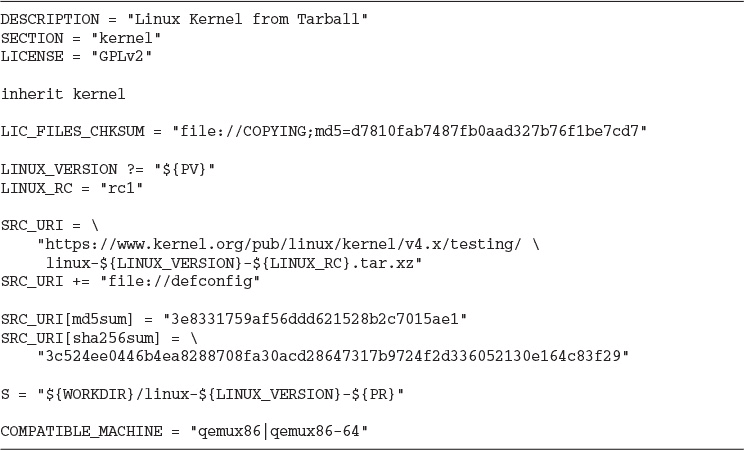 DESCRIPTION = "Linux Kernel from Tarball"
SECTION = "kernel"
LICENSE = "GPLv2"
inherit kernel
LIC_FILES_CHKSUM = "file://COPYING;md5=d7810fab7487fb0aad327b76f1be7cd7"
LINUX_VERSION ?= "${PV}"
LINUX_RC = "rc1"
SRC_URI = \
"https://www.kernel.org/pub/linux/kernel/v4.x/testing/ \
linux-${LINUX_VERSION}-${LINUX_RC}.tar.xz"
SRC_URI += "file://defconfig"
SRC_URI[md5sum] = "3e8331759af56ddd621528b2c7015ae1"
SRC_URI[sha256sum] = \
"3c524ee0446b4ea8288708fa30acd28647317b9724f2d336052130e164c83f29"
S = "${WORKDIR}/linux-${LINUX_VERSION}-${PR}"
COMPATIBLE_MACHINE = "qemux86|qemux86-64"